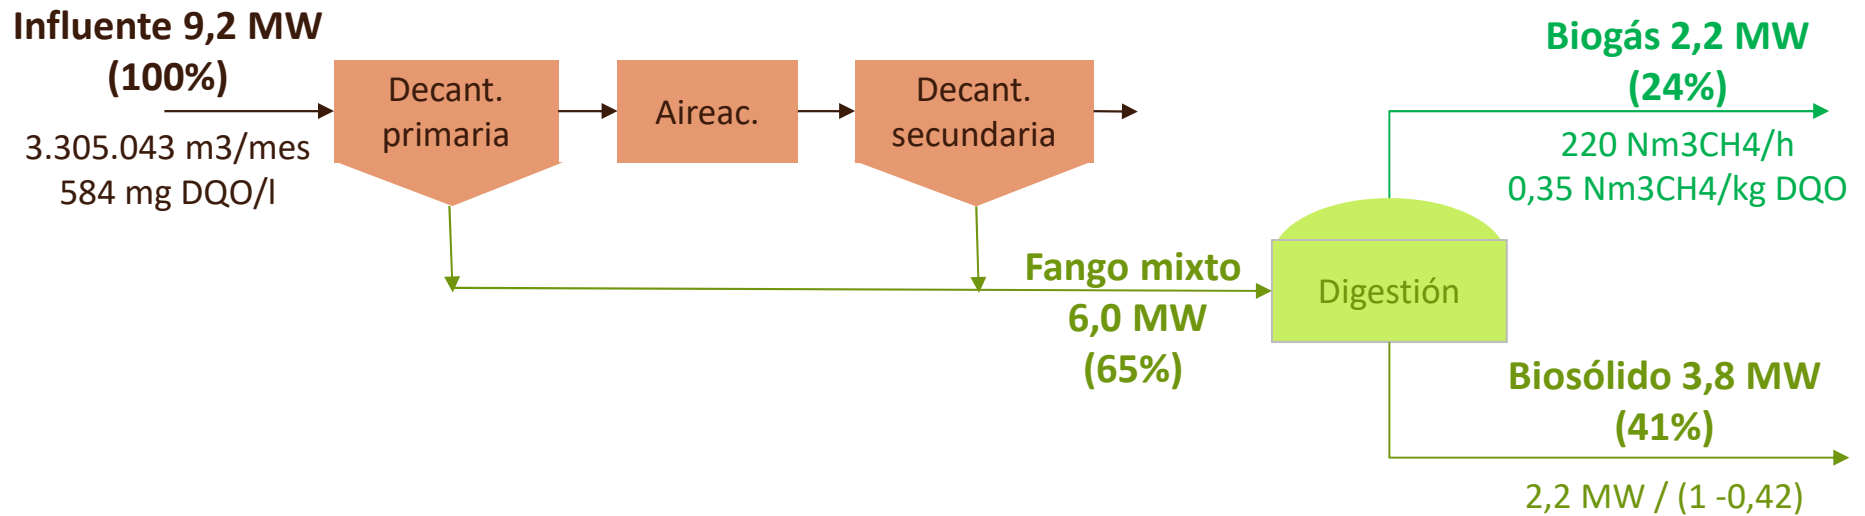 Influente 9,2 MW
(100%)
3.305.043 m3/mes
584 mg DQO/l
Decant.
primaria
Aireac.
Decant.
secundaria
Fango mixto
6,0 MW
(65%)
Digestión
Biogás 2,2 MW
(24%)
220 Nm3CH4/h
0,35 Nm3CH4/kg DQO
Biosólido 3,8 MW
(41%)
2,2 MW / (1 -0,42)